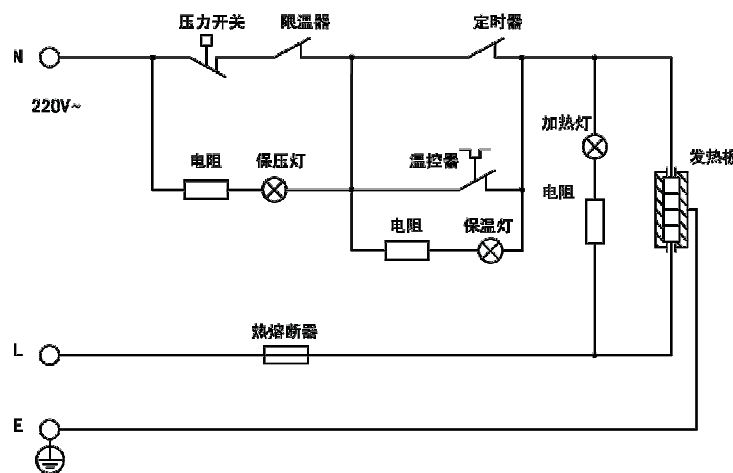 压力开关 限温器 定时器
N
220V~
加热灯
发热板
电阻 保压灯 温控器
电阻
电阻 保温灯
热熔断器
L
E